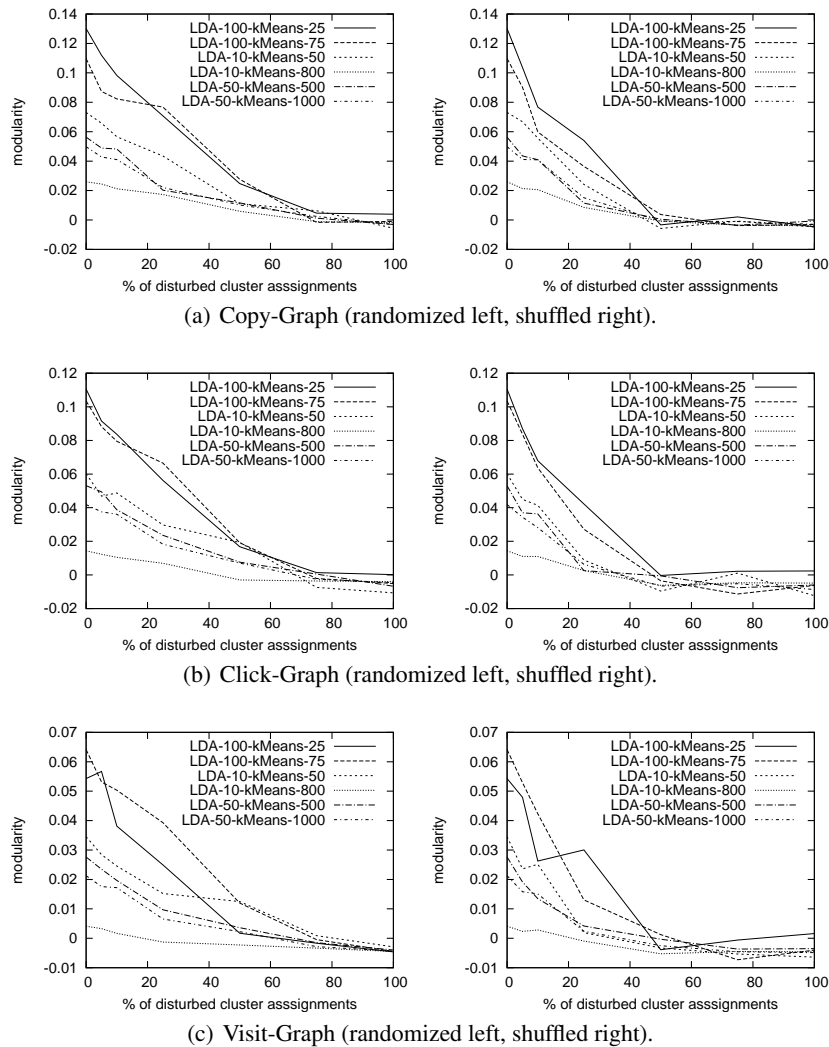 0.14
0.12
0.1
0.08
0.06
0.04
0.02
0
-0.02
modularity
LDA-100-kMeans-25
LDA-100-kMeans-75
LDA-10-kMeans-50
LDA-10-kMeans-800
LDA-50-kMeans-500
LDA-50-kMeans-1000
0 20 40 60 80 100
% of disturbed cluster asssignments
0.14
0.12
0.1
0.08
0.06
0.04
0.02
0
-0.02
modularity
LDA-100-kMeans-25
LDA-100-kMeans-75
LDA-10-kMeans-50
LDA-10-kMeans-800
LDA-50-kMeans-500
LDA-50-kMeans-1000
0 20 40 60 80 100
% of disturbed cluster asssignments
(a) Copy-Graph (randomized left, shuffled right).
0.12
0.1
0.08
0.06
0.04
0.02
0
-0.02
modularity
LDA-100-kMeans-25
LDA-100-kMeans-75
LDA-10-kMeans-50
LDA-10-kMeans-800
LDA-50-kMeans-500
LDA-50-kMeans-1000
0 20 40 60 80 100
% of disturbed cluster asssignments
0.12
0.1
0.08
0.06
0.04
0.02
0
-0.02
modularity
LDA-100-kMeans-25
LDA-100-kMeans-75
LDA-10-kMeans-50
LDA-10-kMeans-800
LDA-50-kMeans-500
LDA-50-kMeans-1000
0 20 40 60 80 100
% of disturbed cluster asssignments
(b) Click-Graph (randomized left, shuffled right).
0.07
0.06
0.05
0.04
0.03
0.02
0.01
0
-0.01
modularity
LDA-100-kMeans-25
LDA-100-kMeans-75
LDA-10-kMeans-50
LDA-10-kMeans-800
LDA-50-kMeans-500
LDA-50-kMeans-1000
0 20 40 60 80 100
% of disturbed cluster asssignments
0.07
0.06
0.05
0.04
0.03
0.02
0.01
0
-0.01
modularity
LDA-100-kMeans-25
LDA-100-kMeans-75
LDA-10-kMeans-50
LDA-10-kMeans-800
LDA-50-kMeans-500
LDA-50-kMeans-1000
0 20 40 60 80 100
% of disturbed cluster asssignments
(c) Visit-Graph (randomized left, shuffled right).